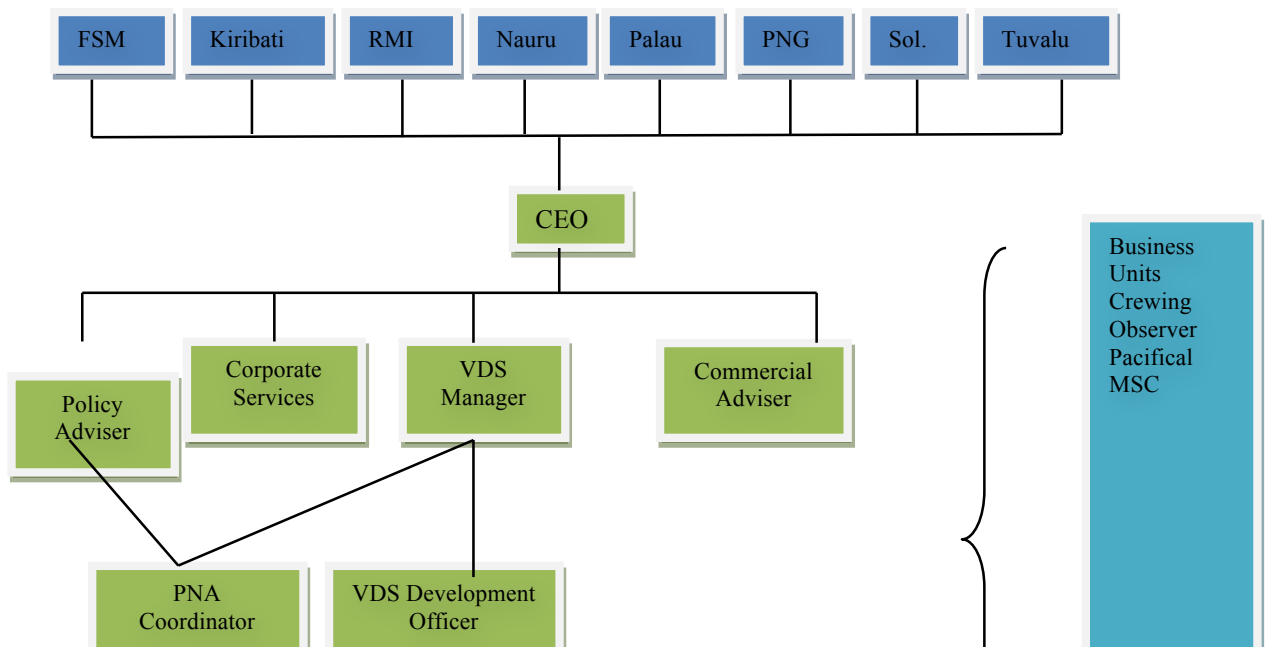 FSM
Kiribati
RMI
Nauru
Palau
PNG
Sol.
Tuvalu
CEO
Business
Units
Crewing
Observer
Pacifical
MSC
Policy
Adviser
Corporate
Services
VDS
Manager
Commercial
Adviser
PNA
Coordinator
VDS Development
Officer